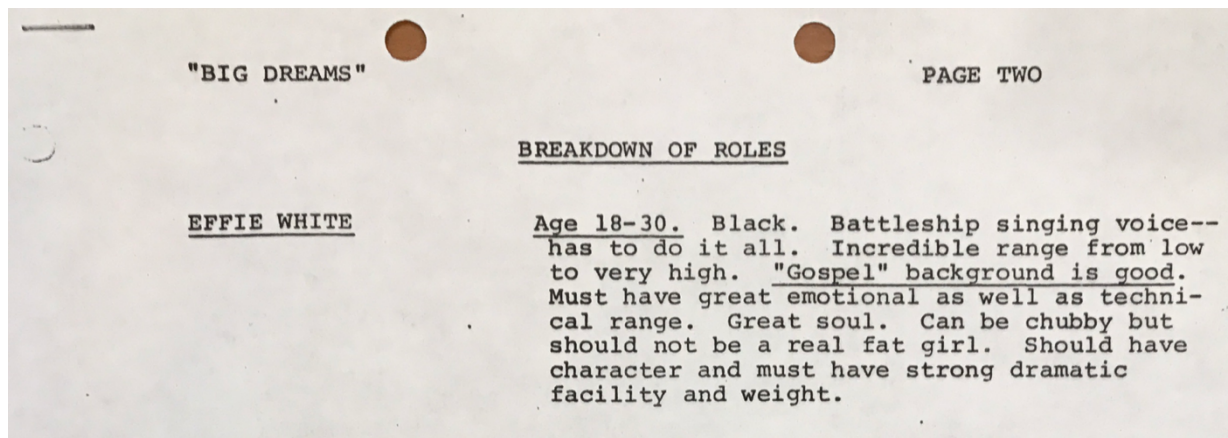 "BIG DREAMS" PAGE TWO
BREAKDOWN OF ROLES
EFFIE WHITE Age 18-30. Black. Battleship singing voice--
has to do it all. Incredible range from low
to very high. "Gospel" background is good.
Must have great emotional as well as techni-
cal range. Great soul. Can be chubby but
should not be a real fat girl. Should have
character and must have strong dramatic
facility and weight.